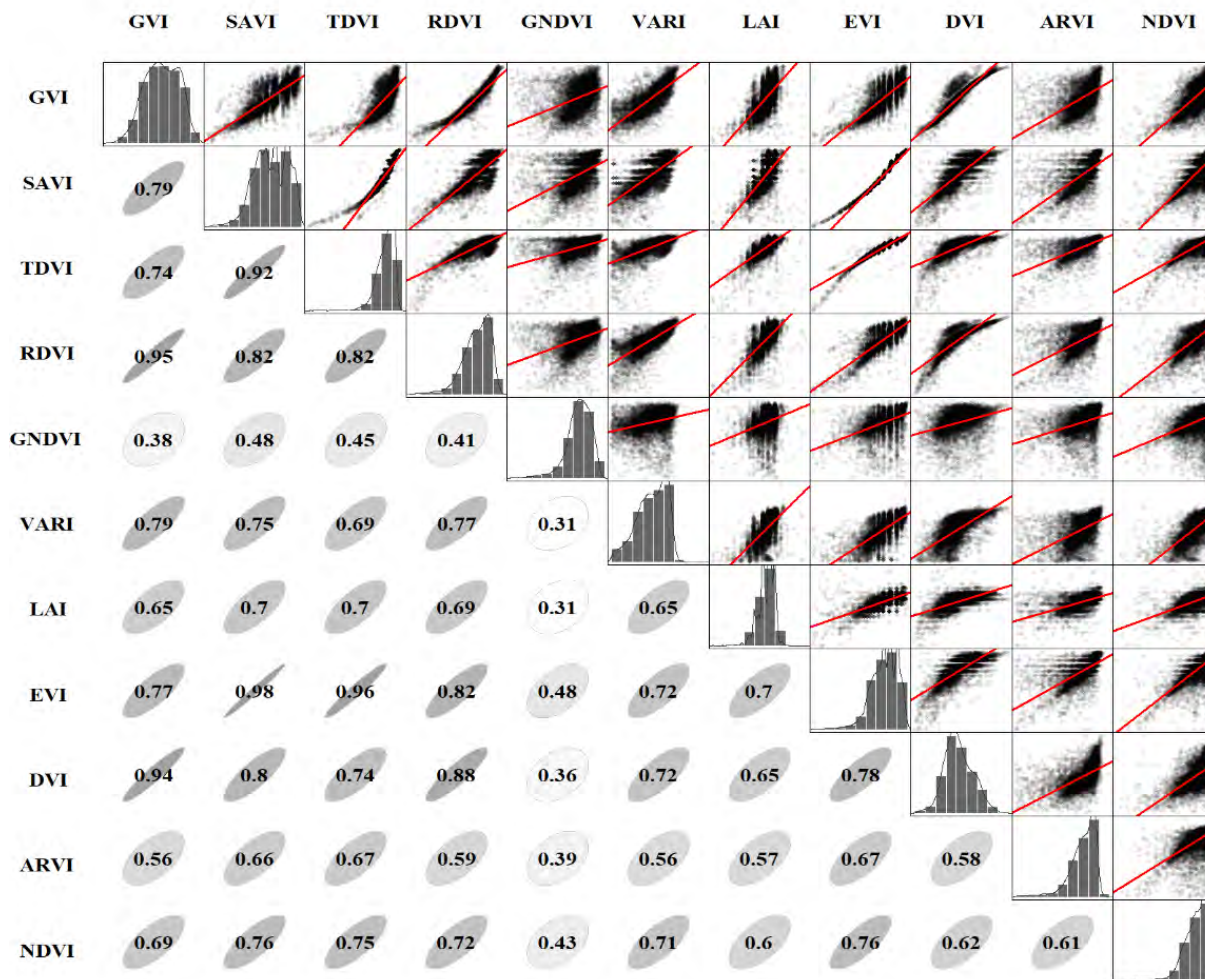 GVI SAVI TDVI RDVI GNDVI VARI LAI EVI DVI ARVI NDVI
GVI
SAVI 0.79
TDVI 0.74 0.92
RDVI 0.95 0.82 0.82
GNDVI 0.38 0.48 0.45 0.41
VARI 0.79 0.75 0.69 0.77 0.31
LAI 0.65 0.7 0.7 0.69 0.31 0.65
EVI 0.77 0.98 0.96 0.82 0.48 0.72 0.7
DVI 0.94 0.8 0.74 0.88 0.36 0.72 0.65 0.78
ARVI 0.56 0.66 0.67 0.59 0.39 0.56 0.57 0.67 0.58
NDVI 0.69 0.76 0.75 0.72 0.43 0.71 0.6 0.76 0.62 0.61